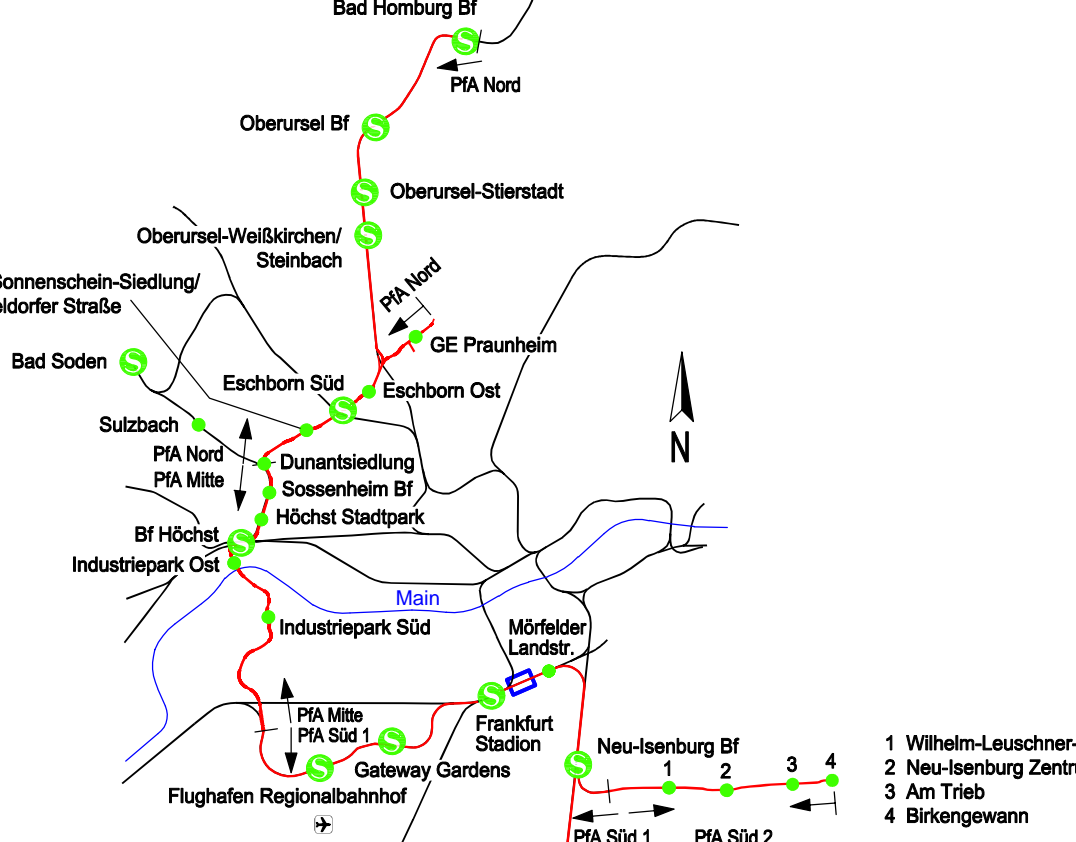 Bad Homburg Bf
PfA Nord
Oberursel Bf
Oberursel-Stierstadt
Oberursel-Weißkirchen/
Steinbach
Sonnenschein-Siedlung/
eldorfer Straße
PfA Nord
GE Praunheim
Bad Soden
Eschborn Süd
Eschborn Ost
Sulzbach
PfA Nord
PfA Mitte
Dunantsiedlung
Sossenheim Bf
Höchst Stadtpark
Bf Höchst
Industriepark Ost
N
Main
Industriepark Süd
Mörfelder
Landstr.
PfA Mitte
PfA Süd 1
Frankfurt
Stadion
Gateway Gardens
Flughafen Regionalbahnhof
Neu-Isenburg Bf
1 2 3 4
PfA Süd 1 PfA Süd 2
1 Wilhelm-Leuschner-
2 Neu-Isenburg Zentru
3 Am Trieb
4 Birkengewann